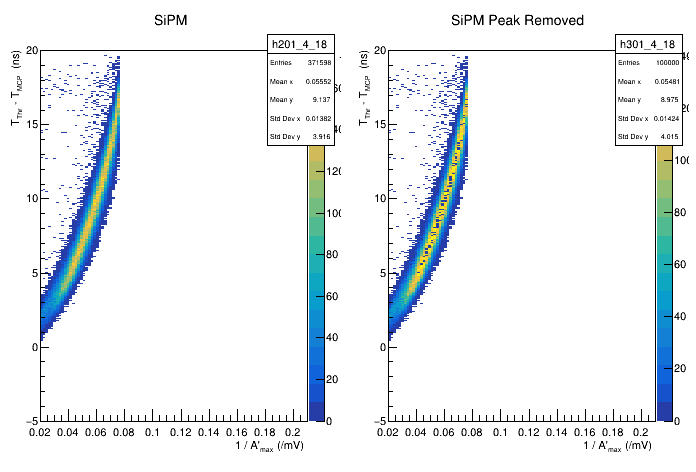 SiPM
h201_4_18
Entries 371598
Mean x 0.05552
Mean y 9.137
Std Dev x 0.01382
Std Dev y 3.916
T_Thr - T_MCP (ns)
20
15
10
5
0
−5
0.02 0.04 0.06 0.08 0.1 0.12 0.14 0.16 0.18 0.2
1 / A'_max (/mV)
120
100
80
60
40
20
0
SiPM Peak Removed
h301_4_18
Entries 100000
Mean x 0.05481
Mean y 8.975
Std Dev x 0.01424
Std Dev y 4.015
T_Thr - T_MCP (ns)
20
15
10
5
0
−5
0.02 0.04 0.06 0.08 0.1 0.12 0.14 0.16 0.18 0.2
1 / A'_max (/mV)
100
80
60
40
20
0